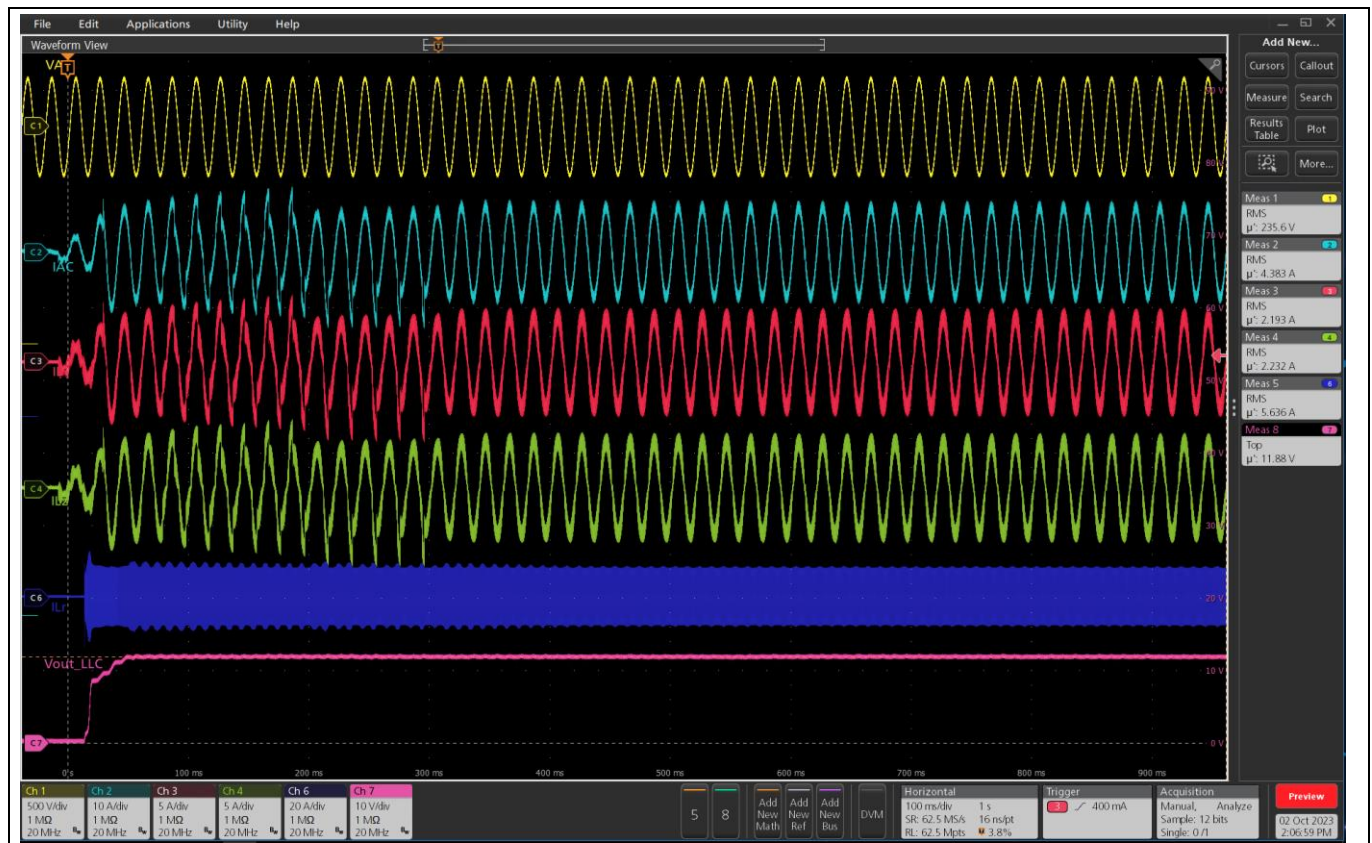 File Edit Applications Utility Help
Waveform View
Add New...
Cursors Callout
Measure Search
Results Table Plot
More...
T
T
C1
90 V
80 V
C2
IAC
70 V
60 V
C3
50 V
C4
40 V
30 V
C6
ILr
20 V
Vout_LLC
10 V
C7
0 V
0 s 100 ms 200 ms 300 ms 400 ms 500 ms 600 ms 700 ms 800 ms 900 ms
Meas 1 1
RMS
µ': 235.6 V
Meas 2 2
RMS
µ': 4.383 A
Meas 3 3
RMS
µ': 2.193 A
Meas 4 4
RMS
µ': 2.232 A
Meas 5 6
RMS
µ': 5.636 A
Meas 8 7
Top
µ': 11.88 V
Ch 1
500 V/div
1 MΩ
20 MHz
Ch 2
10 A/div
1 MΩ
20 MHz
Ch 3
5 A/div
1 MΩ
20 MHz
Ch 4
5 A/div
1 MΩ
20 MHz
Ch 6
20 A/div
1 MΩ
20 MHz
Ch 7
10 V/div
1 MΩ
20 MHz
5
8
Add New Math
Add New Ref
Add New Bus
DVM
Horizontal
100 ms/div 1 s
SR: 62.5 MS/s 16 ns/pt
RL: 62.5 Mpts 3.8%
Trigger
3 400 mA
Acquisition
Manual, Analyze
Sample: 12 bits
Single: 0 /1
Preview
02 Oct 2023
2:06:59 PM